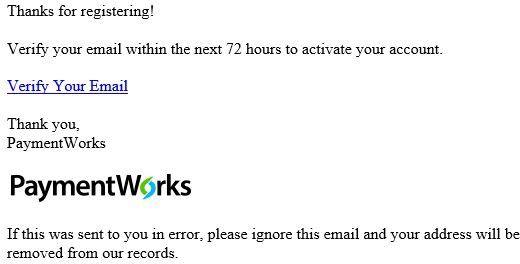 Thanks for registering!
Verify your email within the next 72 hours to activate your account.
Verify Your Email
Thank you,
PaymentWorks
PaymentWorks
If this was sent to you in error, please ignore this email and your address will be
removed from our records.